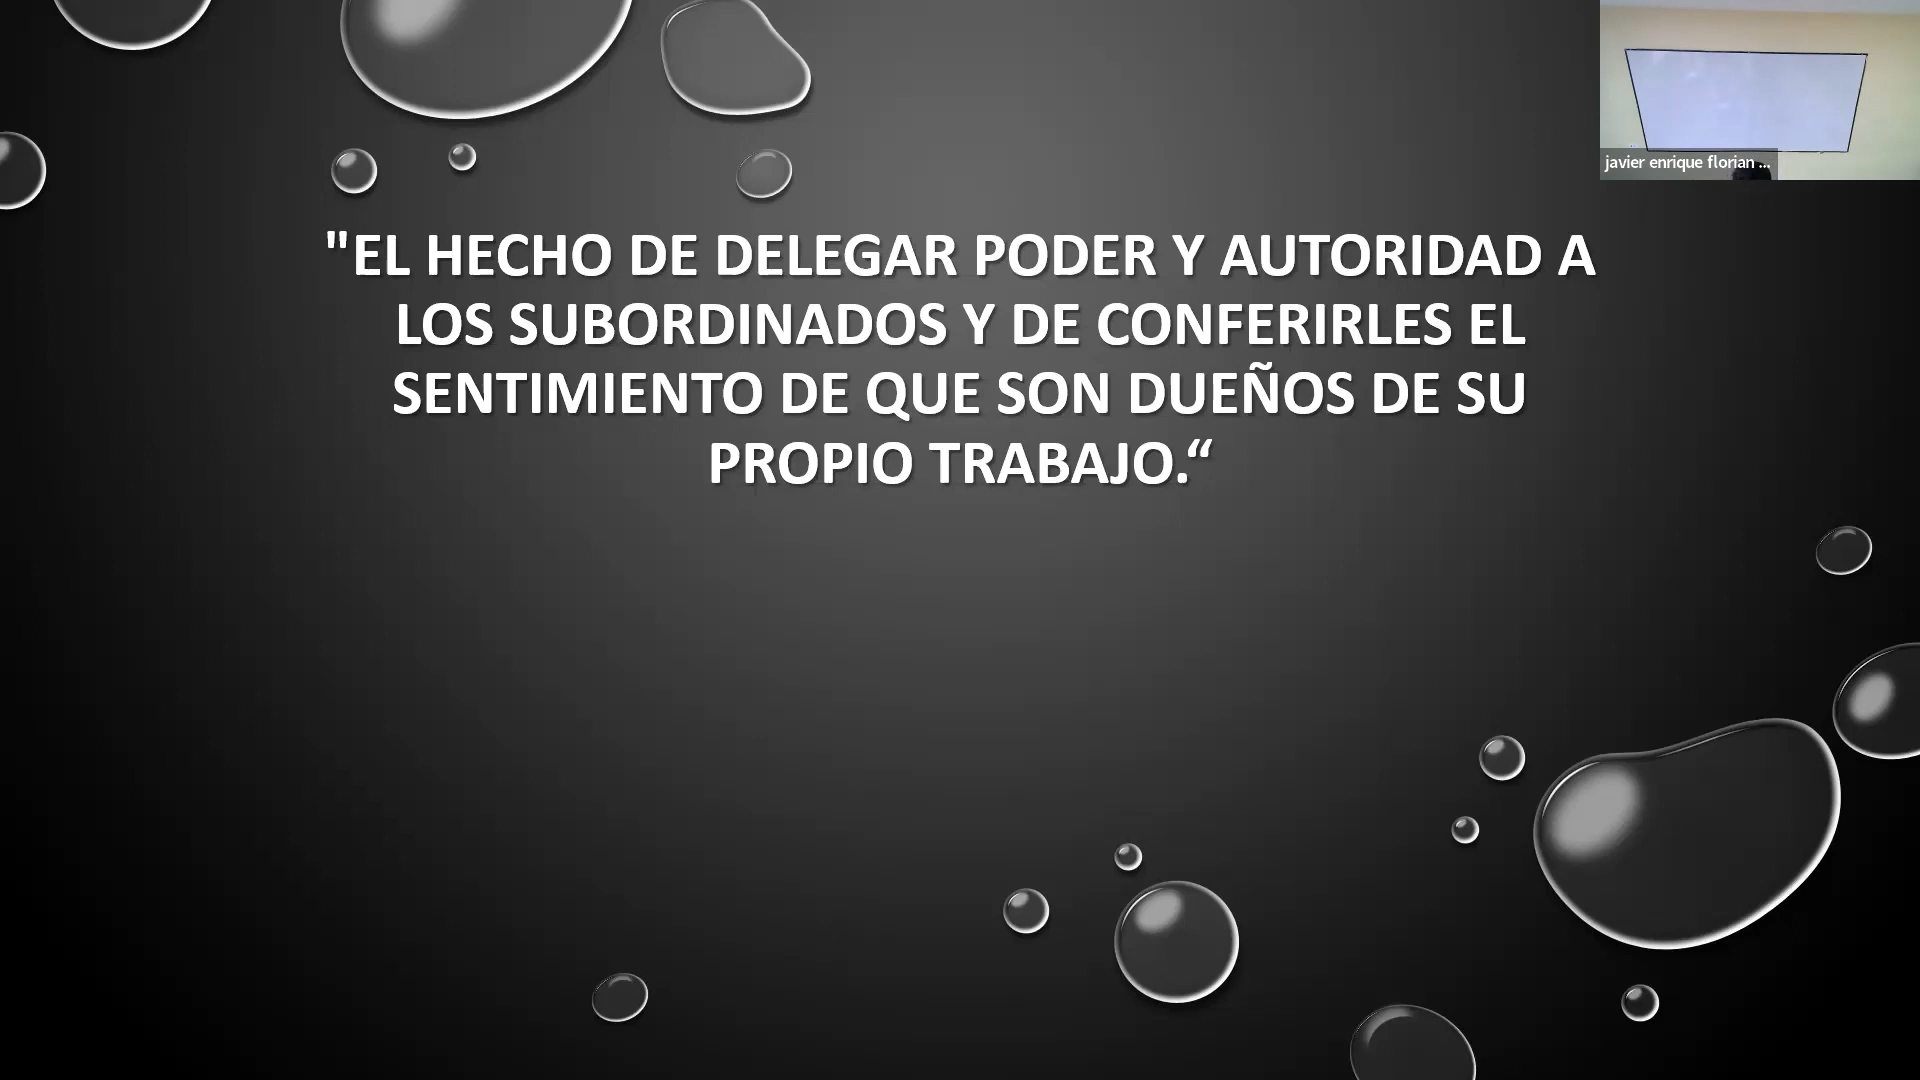 javier enrique florian ...
"EL HECHO DE DELEGAR PODER Y AUTORIDAD A
LOS SUBORDINADOS Y DE CONFERIRLES EL
SENTIMIENTO DE QUE SON DUEÑOS DE SU
PROPIO TRABAJO.“